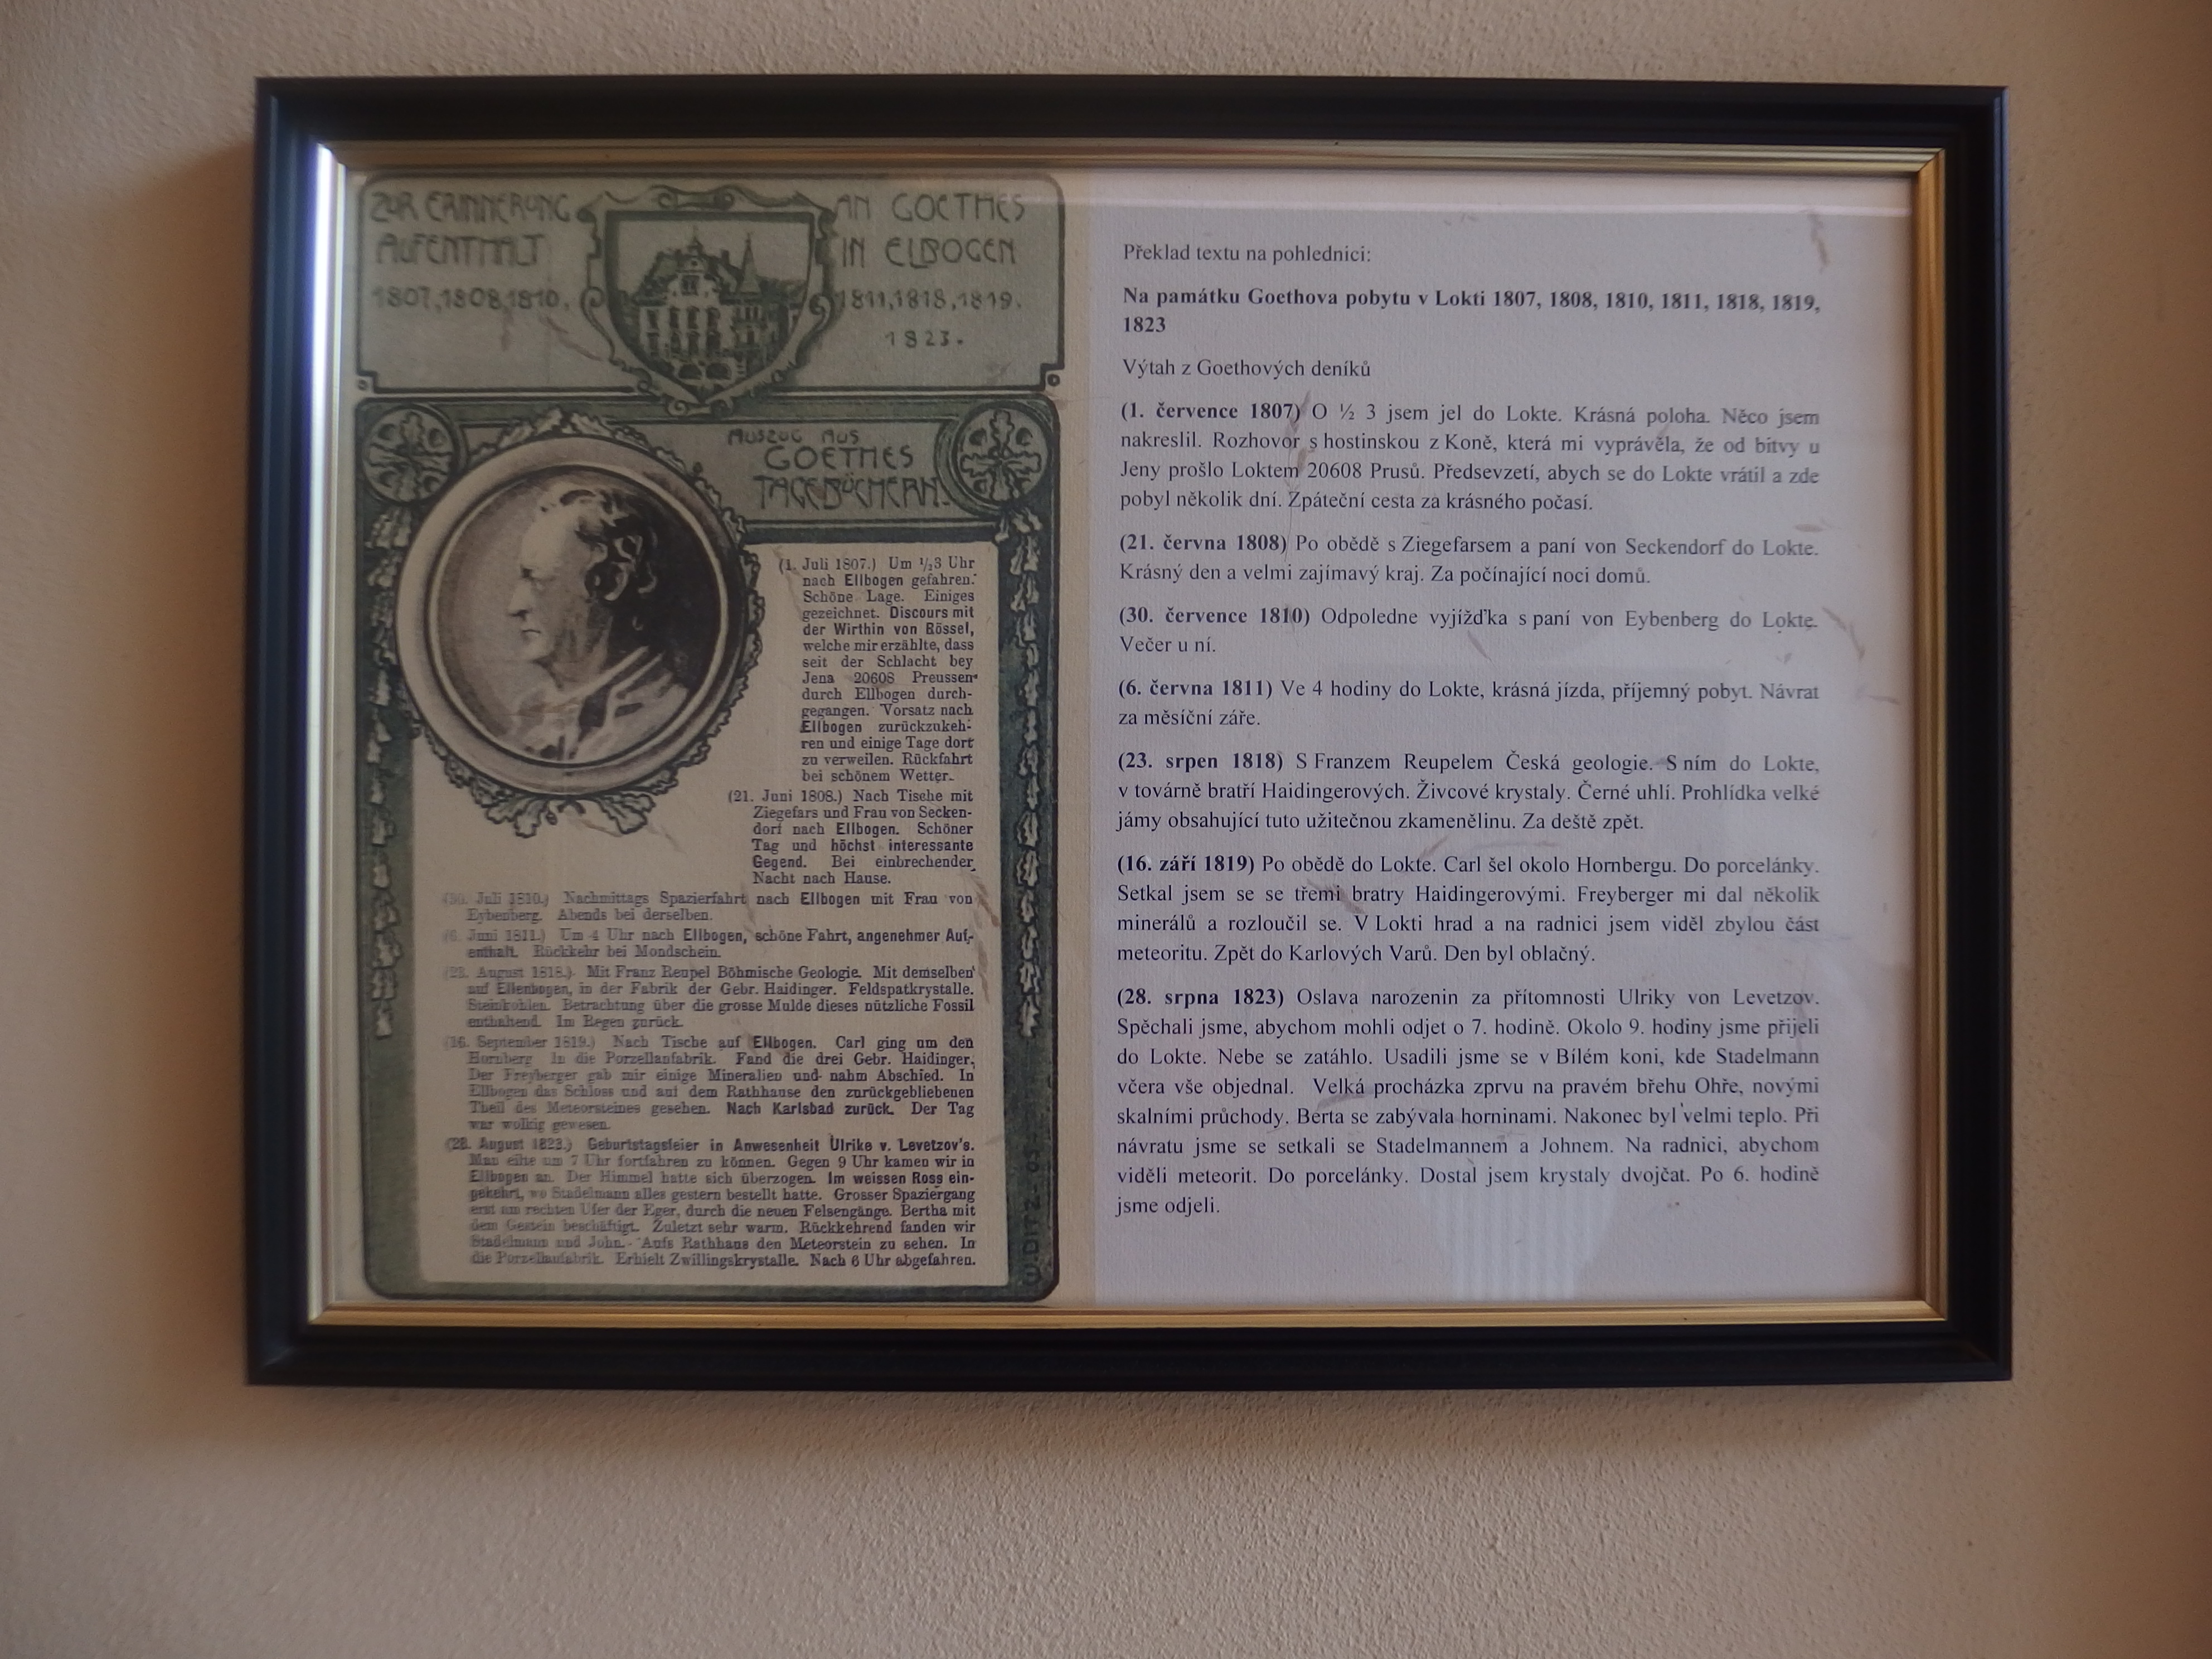 ZUR ERINNERUNG AN GOETHES
AUFENTHALT IN ELBOGEN
1807, 1808, 1810. 1811, 1818, 1819.
1823.
AUSZUG AUS
GOETHES
TAGEBÜCHERN.
(1. Juli 1807.) Um ½3 Uhr
nach Ellbogen gefahren.
Schöne Lage. Einiges
gezeichnet. Discours mit
der Wirthin von Rössel,
welche mir erzählte, dass
seit der Schlacht bey
Jena 20608 Preussen
durch Ellbogen durch-
gegangen. Vorsatz nach
Ellbogen zurückzukeh-
ren und einige Tage dort
zu verweilen. Rückfahrt
bei schönem Wetter.
(21. Juni 1808.) Nach Tische mit
Ziegefars und Frau von Secken-
dorf nach Ellbogen. Schöner
Tag und höchst interessante
Gegend. Bei einbrechender
Nacht nach Hause.
(30. Juli 1810.) Nachmittags Spazierfahrt nach Ellbogen mit Frau von
Eybenberg. Abends bei derselben.
(6. Juni 1811.) Um 4 Uhr nach Ellbogen, schöne Fahrt, angenehmer Auf-
enthalt. Rückkehr bei Mondschein.
(23. August 1818.) Mit Franz Reupel Böhmische Geologie. Mit demselben
auf Ellenbogen, in der Fabrik der Gebr. Haidinger. Feldspatkrystalle.
Steinkohlen. Betrachtung über die grosse Mulde dieses nützliche Fossil
enthaltend. Im Regen zurück.
(16. September 1819.) Nach Tische auf Ellbogen. Carl ging um den
Hornberg In die Porzellanfabrik. Fand die drei Gebr. Haidinger.
Der Freyberger gab mir einige Mineralien und nahm Abschied. In
Ellbogen das Schloss und auf dem Rathhause den zurückgebliebenen
Theil des Meteorsteines gesehen. Nach Karlsbad zurück. Der Tag
war wolkig gewesen.
(28. August 1823.) Geburtstagsfeier in Anwesenheit Ulrike v. Levetzov's.
Man eilte um 7 Uhr fortfahren zu können. Gegen 9 Uhr kamen wir in
Ellbogen an. Der Himmel hatte sich überzogen. Im weissen Ross ein-
gekehrt, wo Stadelmann alles gestern bestellt hatte. Grosser Spaziergang
erst am rechten Ufer der Eger, durch die neuen Felsengänge. Bertha mit
dem Gestein beschäftigt. Zuletzt sehr warm. Rückkehrend fanden wir
Stadelmann und John. Aufs Rathhaus den Meteorstein zu sehen. In
die Porzellanfabrik. Erhielt Zwillingskrystalle. Nach 6 Uhr abgefahren.
Překlad textu na pohlednici:
Na památku Goethova pobytu v Lokti 1807, 1808, 1810, 1811, 1818, 1819,
1823
Výtah z Goethových deníků
(1. července 1807) O ½ 3 jsem jel do Lokte. Krásná poloha. Něco jsem
nakreslil. Rozhovor s hostinskou z Koně, která mi vyprávěla, že od bitvy u
Jeny prošlo Loktem 20608 Prusů. Předsevzetí, abych se do Lokte vrátil a zde
pobyl několik dní. Zpáteční cesta za krásného počasí.
(21. června 1808) Po obědě s Ziegefarsem a paní von Seckendorf do Lokte.
Krásný den a velmi zajímavý kraj. Za počínající noci domů.
(30. července 1810) Odpoledne vyjížďka s paní von Eybenberg do Lokte.
Večer u ní.
(6. června 1811) Ve 4 hodiny do Lokte, krásná jízda, příjemný pobyt. Návrat
za měsíční záře.
(23. srpen 1818) S Franzem Reupelem Česká geologie. S ním do Lokte,
v továrně bratří Haidingerových. Živcové krystaly. Černé uhlí. Prohlídka velké
jámy obsahující tuto užitečnou zkamenělinu. Za deště zpět.
(16. září 1819) Po obědě do Lokte. Carl šel okolo Hornbergu. Do porcelánky.
Setkal jsem se se třemi bratry Haidingerovými. Freyberger mi dal několik
minerálů a rozloučil se. V Lokti hrad a na radnici jsem viděl zbylou část
meteoritu. Zpět do Karlových Varů. Den byl oblačný.
(28. srpna 1823) Oslava narozenin za přítomnosti Ulriky von Levetzov.
Spěchali jsme, abychom mohli odjet o 7. hodině. Okolo 9. hodiny jsme přijeli
do Lokte. Nebe se zatáhlo. Usadili jsme se v Bílém koni, kde Stadelmann
včera vše objednal. Velká procházka zprvu na pravém břehu Ohře, novými
skalními průchody. Berta se zabývala horninami. Nakonec byl velmi teplo. Při
návratu jsme se setkali se Stadelmannem a Johnem. Na radnici, abychom
viděli meteorit. Do porcelánky. Dostal jsem krystaly dvojčat. Po 6. hodině
jsme odjeli.